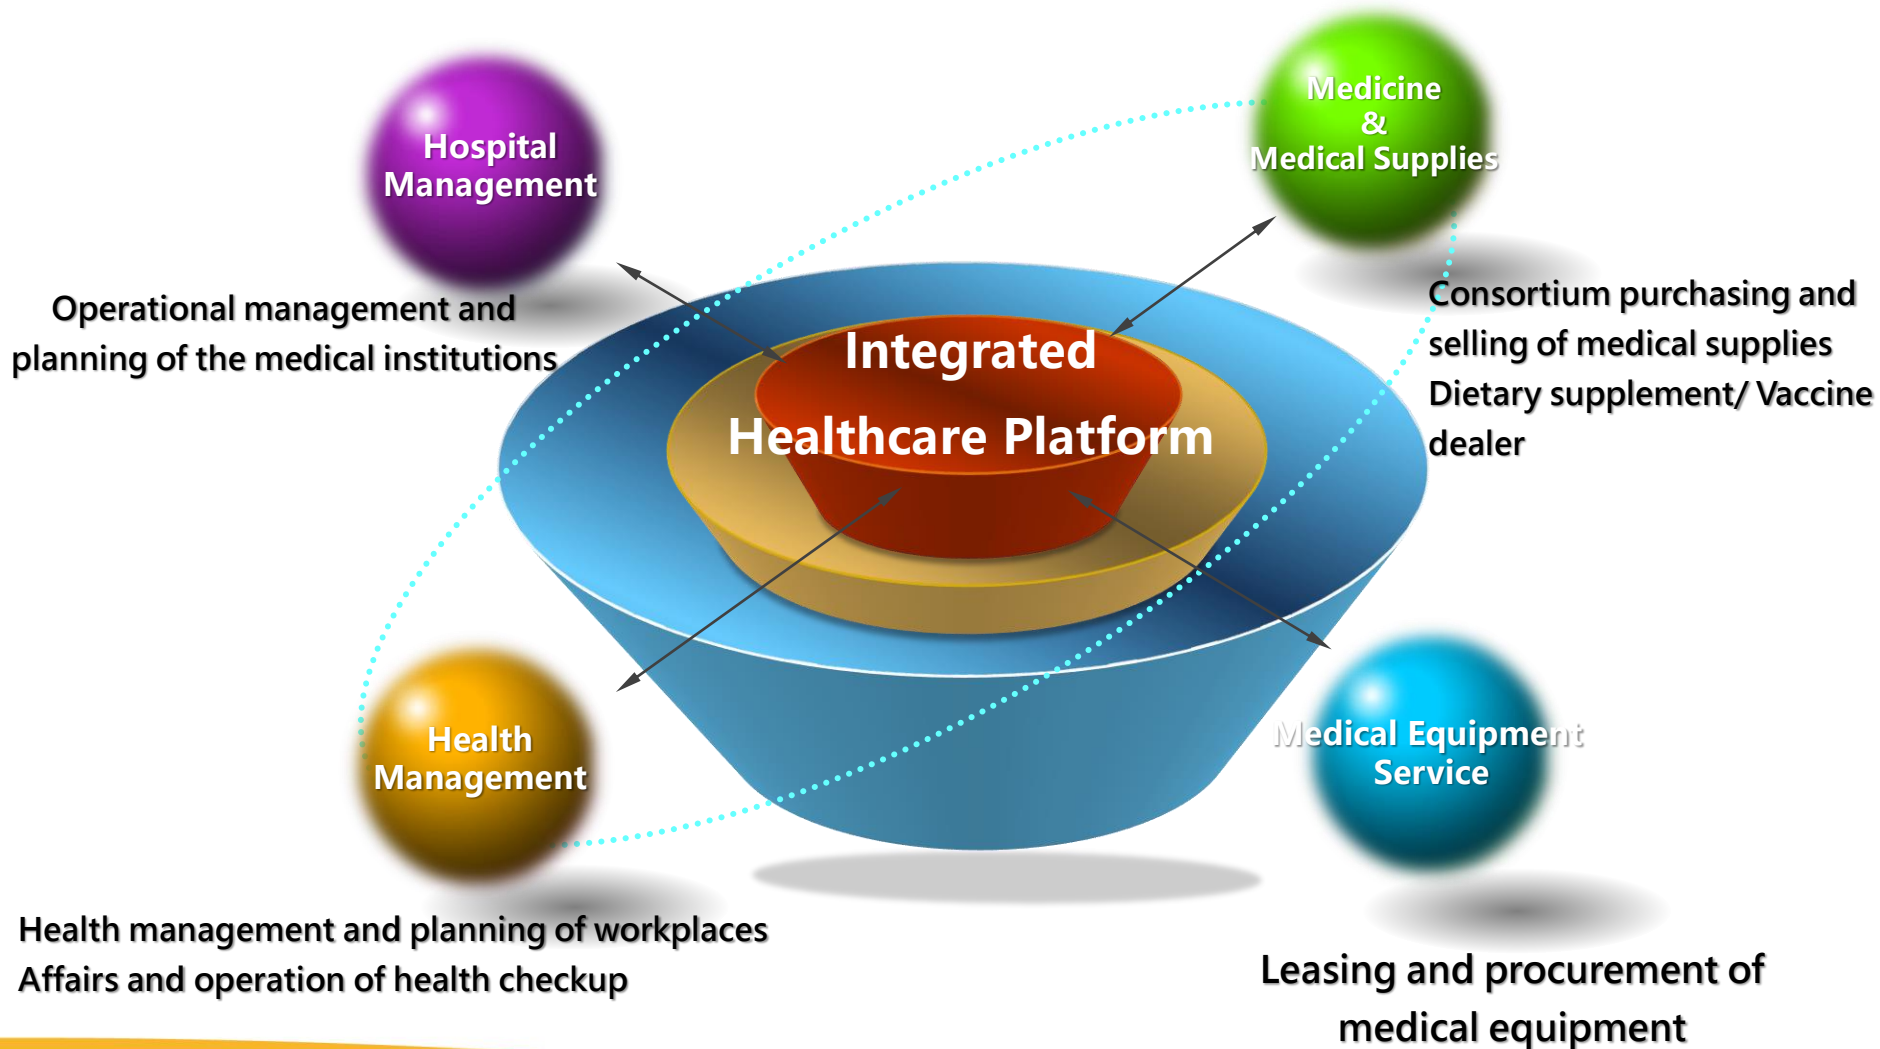 Hospital
Management
Operational management and
planning of the medical institutions
Medicine
&
Medical Supplies
Consortium purchasing and
selling of medical supplies
Dietary supplement/ Vaccine
dealer
Integrated
Healthcare Platform
Health
Management
Health management and planning of workplaces
Affairs and operation of health checkup
Medical Equipment
Service
Leasing and procurement of
medical equipment